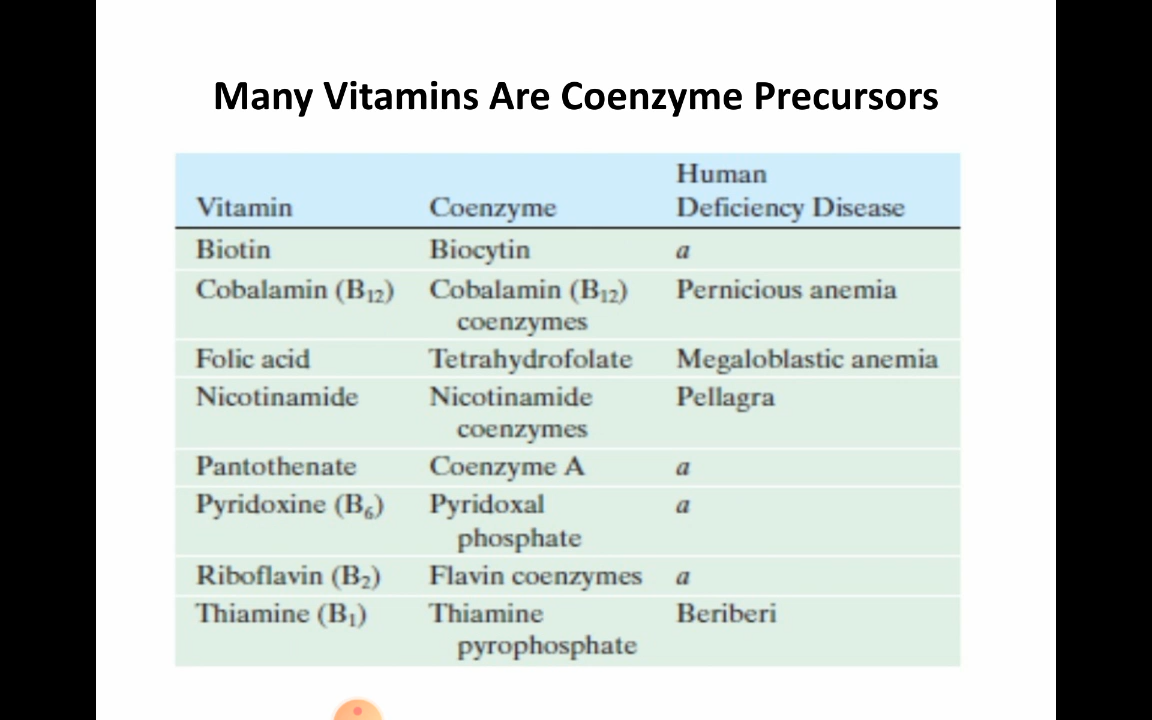 Many Vitamins Are Coenzyme Precursors
Human
Vitamin Coenzyme Deficiency Disease
Biotin Biocytin a
Cobalamin (B₁₂) Cobalamin (B₁₂) Pernicious anemia
coenzymes
Folic acid Tetrahydrofolate Megaloblastic anemia
Nicotinamide Nicotinamide Pellagra
coenzymes
Pantothenate Coenzyme A a
Pyridoxine (B₆) Pyridoxal a
phosphate
Riboflavin (B₂) Flavin coenzymes a
Thiamine (B₁) Thiamine Beriberi
pyrophosphate